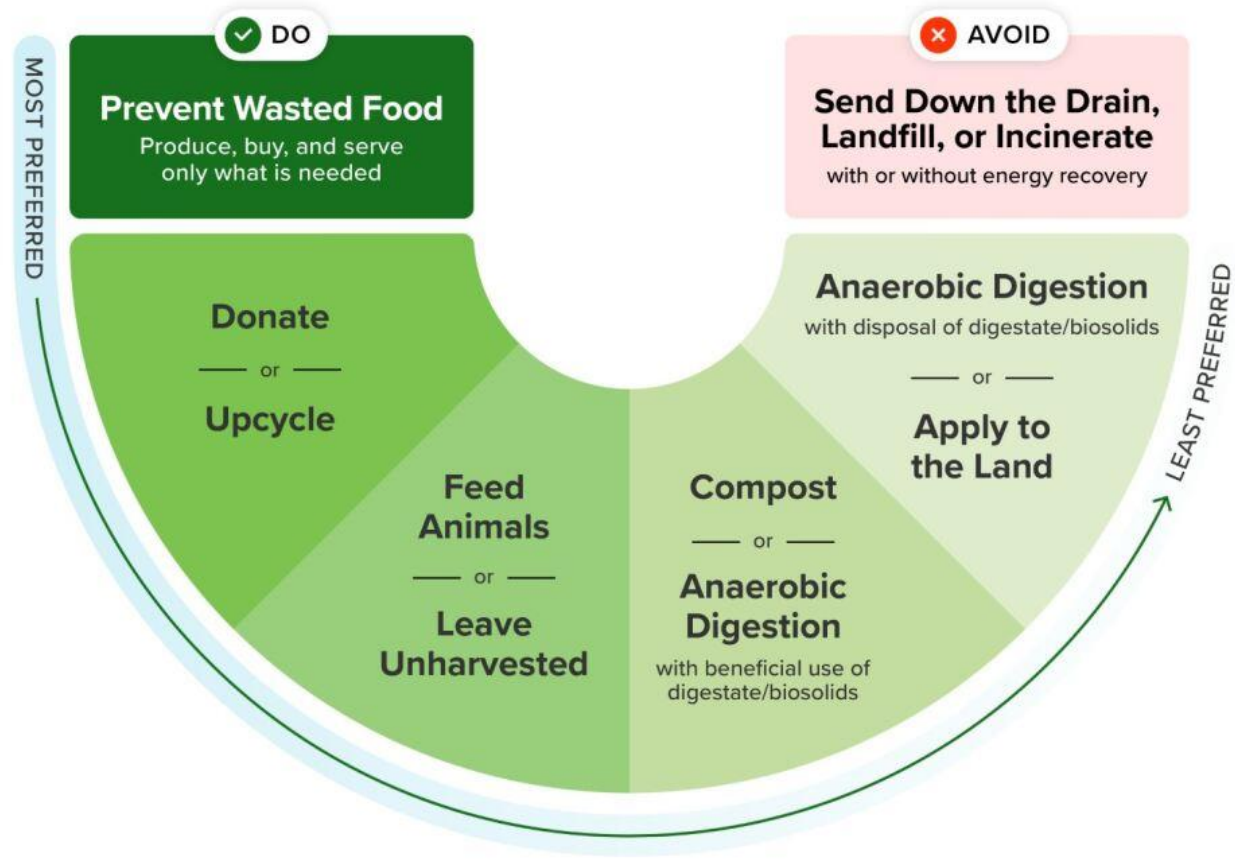 DO
Prevent Wasted Food
Produce, buy, and serve
only what is needed
AVOID
Send Down the Drain,
Landfill, or Incinerate
with or without energy recovery
MOST PREFERRED
Donate
or
Upcycle
Feed
Animals
or
Leave
Unharvested
Compost
or
Anaerobic
Digestion
with beneficial use of
digestate/biosolids
Anaerobic Digestion
with disposal of digestate/biosolids
or
Apply to
the Land
LEAST PREFERRED